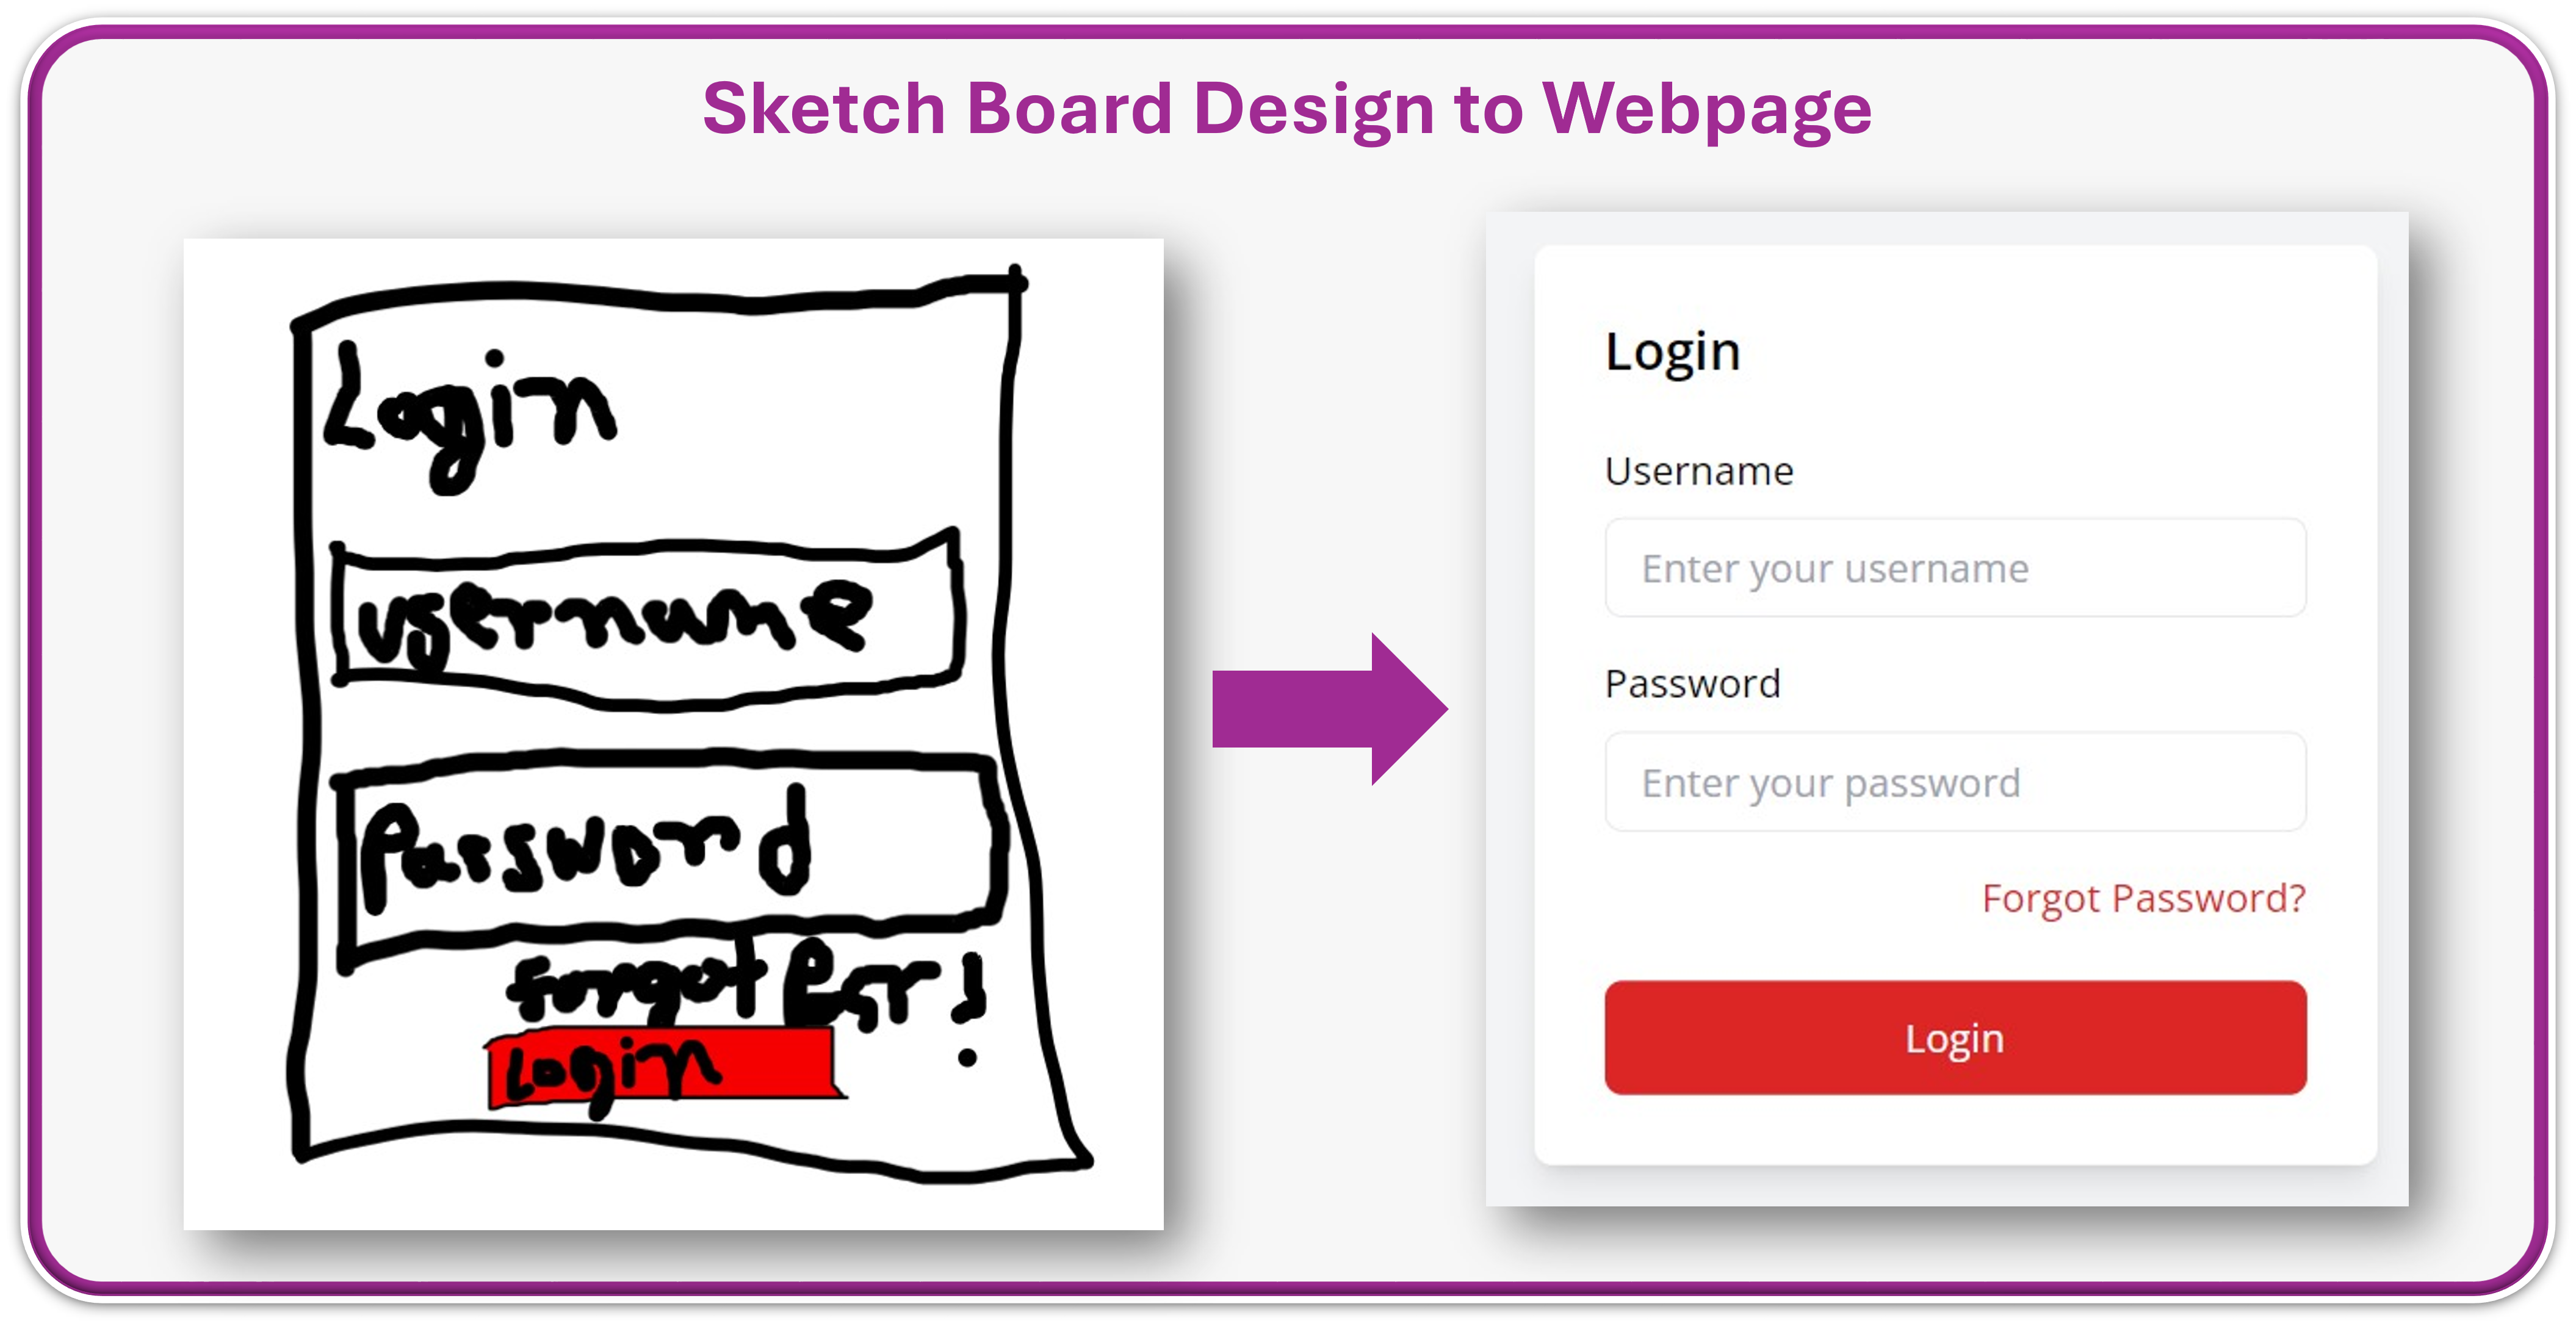 Sketch Board Design to Webpage
Login
username
Password
forgot
Login
Login
Username
Enter your username
Password
Enter your password
Forgot Password?
Login